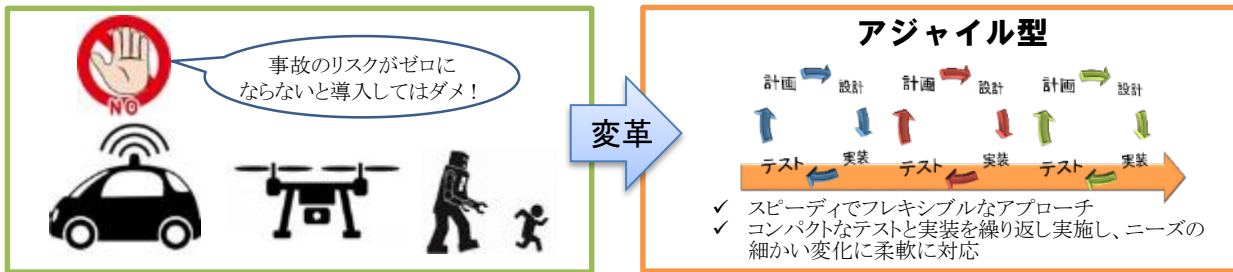 NO
事故のリスクがゼロに
ならないと導入してはダメ！
変革
アジャイル型
計画 設計 計画 設計 計画 設計
テスト 実装 テスト 実装 テスト 実装
✓ スピーディでフレキシブルなアプローチ
✓ コンパクトなテストと実装を繰り返し実施し、ニーズの
細かい変化に柔軟に対応